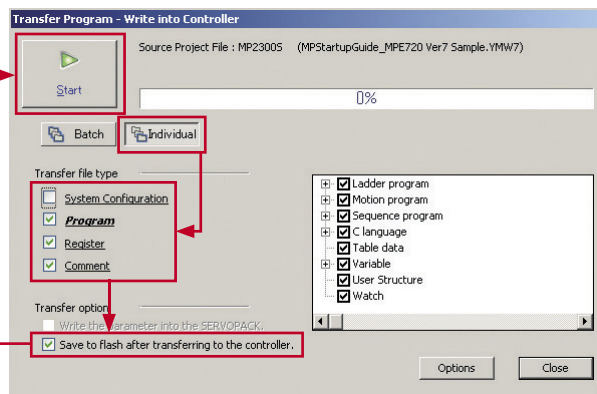 Transfer Program - Write into Controller
Source Project File : MP2300S (MPStartupGuide_MPE720 Ver7 Sample.YMW7)
Start
0%
Batch
Individual
Transfer file type
System Configuration
Program
Register
Comment
Ladder program
Motion program
Sequence program
C language
Table data
Variable
User Structure
Watch
Transfer option
Write the parameter into the SERVOPACK.
Save to flash after transferring to the controller.
Options
Close